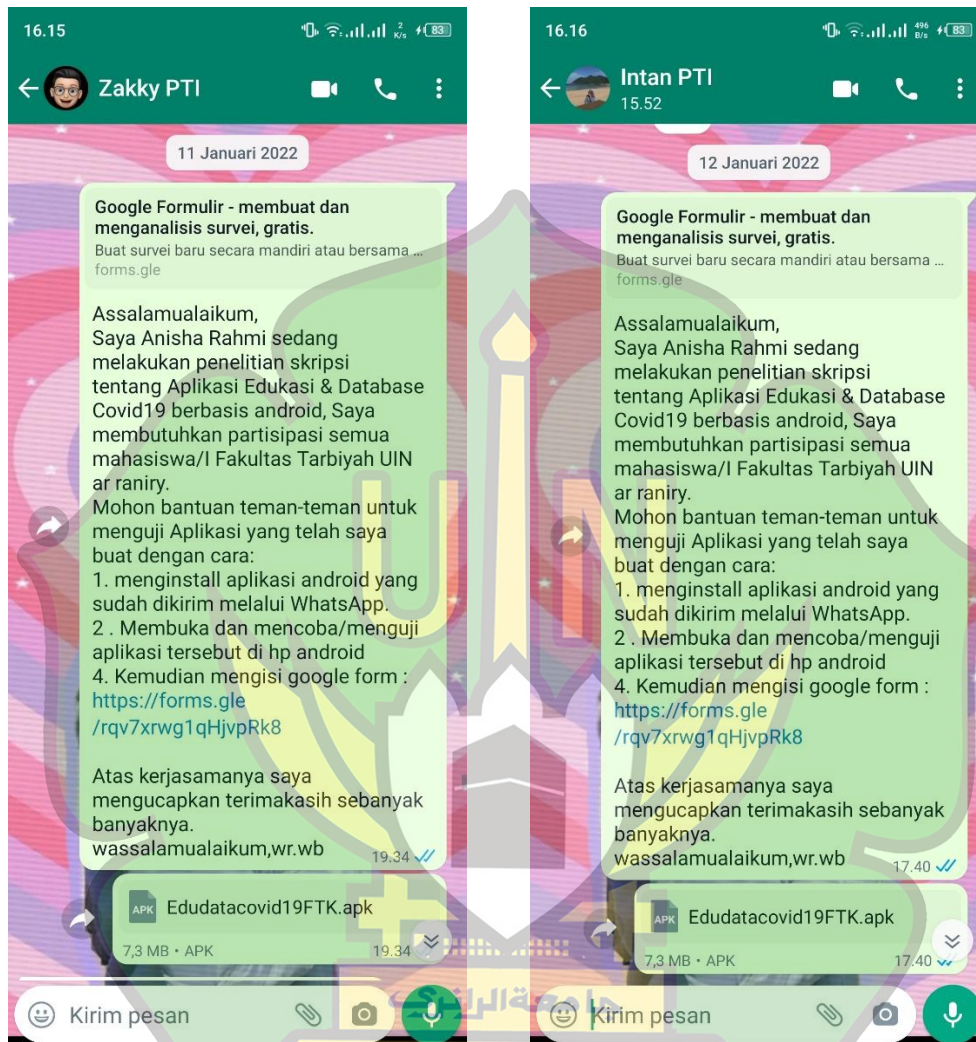 16.15
2 K/s
83
Zakky PTI
11 Januari 2022
Google Formulir - membuat dan
menganalisis survei, gratis.
Buat survei baru secara mandiri atau bersama ...
forms.gle
Assalamualaikum,
Saya Anisha Rahmi sedang
melakukan penelitian skripsi
tentang Aplikasi Edukasi & Database
Covid19 berbasis android, Saya
membutuhkan partisipasi semua
mahasiswa/I Fakultas Tarbiyah UIN
ar raniry.
Mohon bantuan teman-teman untuk
menguji Aplikasi yang telah saya
buat dengan cara:
1. menginstall aplikasi android yang
sudah dikirim melalui WhatsApp.
2 . Membuka dan mencoba/menguji
aplikasi tersebut di hp android
4. Kemudian mengisi google form :
https://forms.gle
/rqv7xrwg1qHjvpRk8
Atas kerjasamanya saya
mengucapkan terimakasih sebanyak
banyaknya.
wassalamualaikum,wr.wb
19.34
APK
Edudatacovid19FTK.apk
7,3 MB • APK
19.34
Kirim pesan
16.16
496 B/s
83
Intan PTI
15.52
12 Januari 2022
Google Formulir - membuat dan
menganalisis survei, gratis.
Buat survei baru secara mandiri atau bersama ...
forms.gle
Assalamualaikum,
Saya Anisha Rahmi sedang
melakukan penelitian skripsi
tentang Aplikasi Edukasi & Database
Covid19 berbasis android, Saya
membutuhkan partisipasi semua
mahasiswa/I Fakultas Tarbiyah UIN
ar raniry.
Mohon bantuan teman-teman untuk
menguji Aplikasi yang telah saya
buat dengan cara:
1. menginstall aplikasi android yang
sudah dikirim melalui WhatsApp.
2 . Membuka dan mencoba/menguji
aplikasi tersebut di hp android
4. Kemudian mengisi google form :
https://forms.gle
/rqv7xrwg1qHjvpRk8
Atas kerjasamanya saya
mengucapkan terimakasih sebanyak
banyaknya.
wassalamualaikum,wr.wb
17.40
APK
Edudatacovid19FTK.apk
7,3 MB • APK
17.40
Kirim pesan
UIN
جامعة الرانري